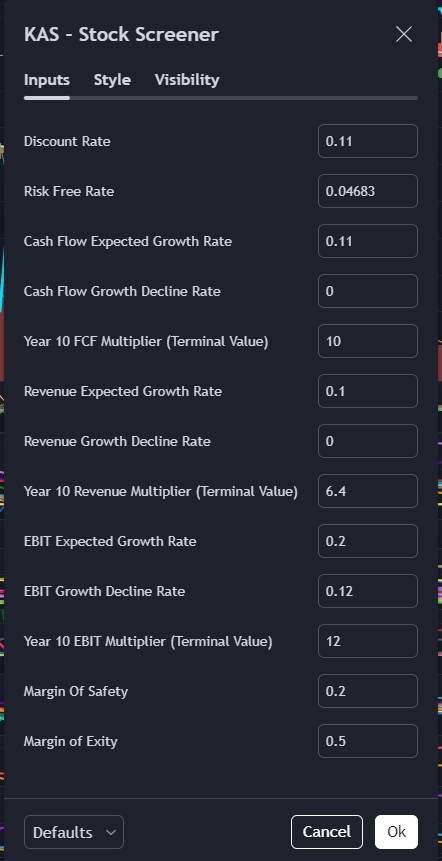 KAS - Stock Screener
Inputs Style Visibility
Discount Rate 0.11
Risk Free Rate 0.04683
Cash Flow Expected Growth Rate 0.11
Cash Flow Growth Decline Rate 0
Year 10 FCF Multiplier (Terminal Value) 10
Revenue Expected Growth Rate 0.1
Revenue Growth Decline Rate 0
Year 10 Revenue Multiplier (Terminal Value) 6.4
EBIT Expected Growth Rate 0.2
EBIT Growth Decline Rate 0.12
Year 10 EBIT Multiplier (Terminal Value) 12
Margin Of Safety 0.2
Margin of Exity 0.5
Defaults Cancel Ok